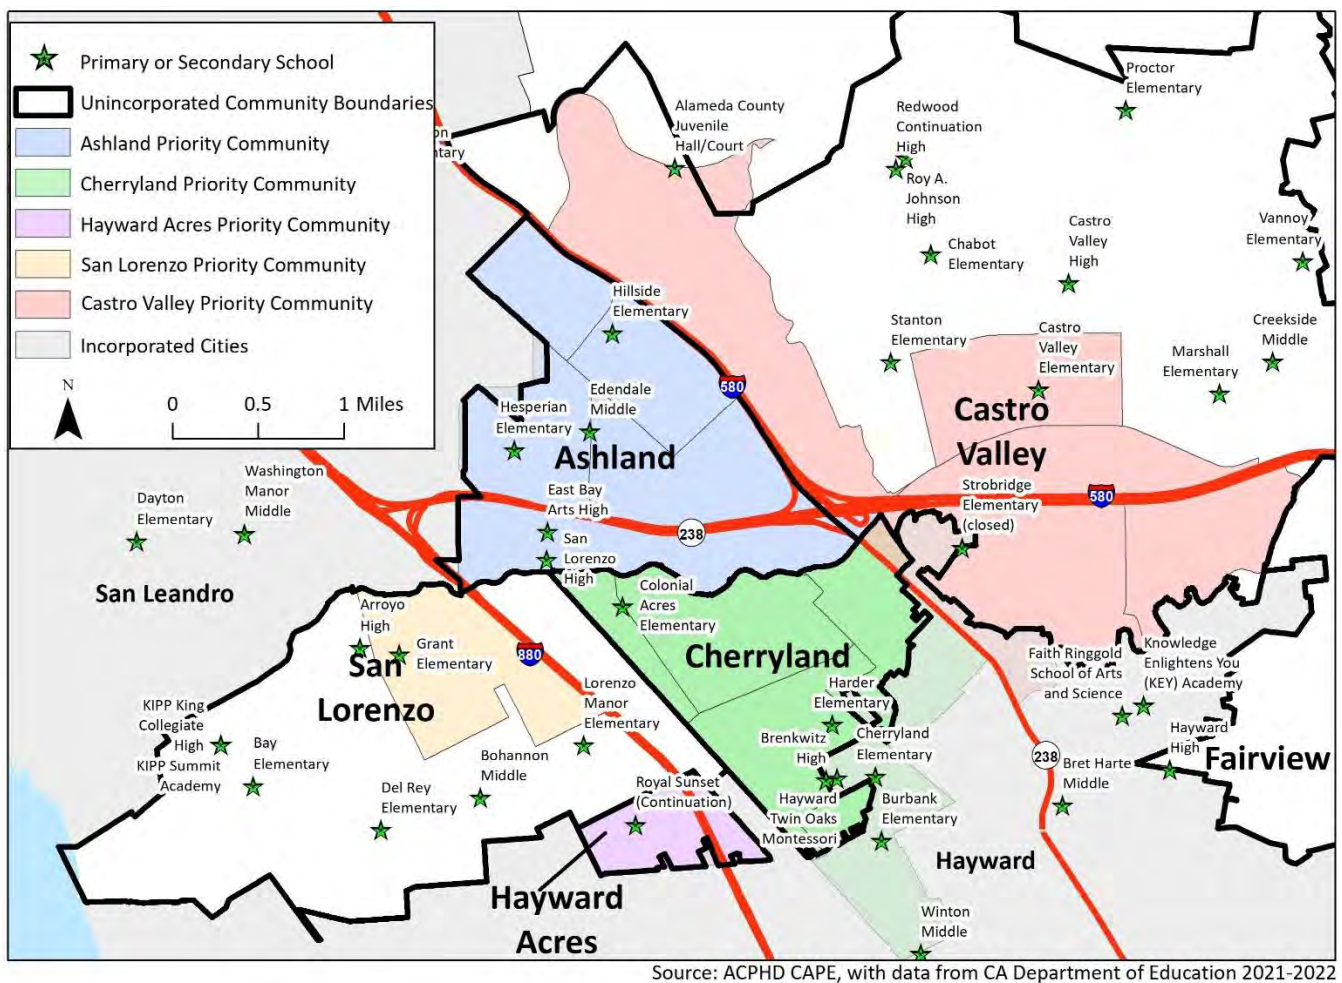 Primary or Secondary School
Unincorporated Community Boundaries
Ashland Priority Community
Cherryland Priority Community
Hayward Acres Priority Community
San Lorenzo Priority Community
Castro Valley Priority Community
Incorporated Cities
N
0 0.5 1 Miles
Proctor
Elementary
Alameda County
Juvenile
Hall/Court
Redwood
Continuation
High
Roy A.
Johnson
High
Chabot
Elementary
Castro
Valley
High
Vannoy
Elementary
Hillside
Elementary
Stanton
Elementary
Castro
Valley
Elementary
Creekside
Middle
Marshall
Elementary
580
Edendale
Middle
Hesperian
Elementary
Ashland
Castro
Valley
Washington
Manor
Middle
Dayton
Elementary
East Bay
Arts High
238
Strobridge
Elementary
(closed)
580
San
Lorenzo
High
San Leandro
Arroyo
High
Grant
Elementary
San
Lorenzo
880
Colonial
Acres
Elementary
Cherryland
Faith Ringgold
School of Arts
and Science
Knowledge
Enlightens You
(KEY) Academy
Lorenzo
Manor
Elementary
Harder
Elementary
KIPP King
Collegiate
High
KIPP Summit
Academy
Bay
Elementary
Bohannon
Middle
Brenkwitz
High
Cherryland
Elementary
238
Bret Harte
Middle
Hayward
High
Fairview
Del Rey
Elementary
Royal Sunset
(Continuation)
Hayward
Twin Oaks
Montessori
Burbank
Elementary
Hayward
Hayward
Acres
Winton
Middle
Source: ACPHD CAPE, with data from CA Department of Education 2021-2022